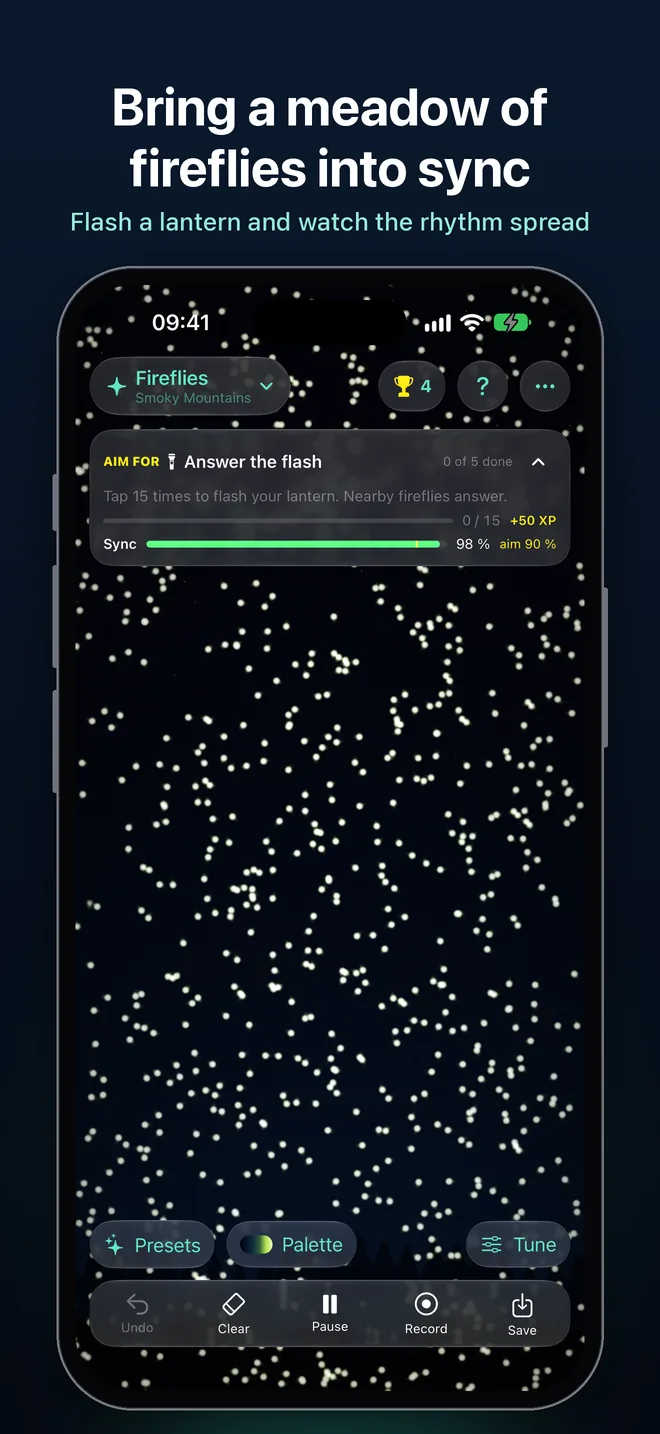 Bring a meadow of
fireflies into sync
Flash a lantern and watch the rhythm spread
09:41
Fireflies
Smoky Mountains
4
?
AIM FOR Answer the flash
0 of 5 done
Tap 15 times to flash your lantern. Nearby fireflies answer.
0 / 15 +50 XP
Sync 98 % aim 90 %
Presets
Palette
Tune
Undo
Clear
Pause
Record
Save